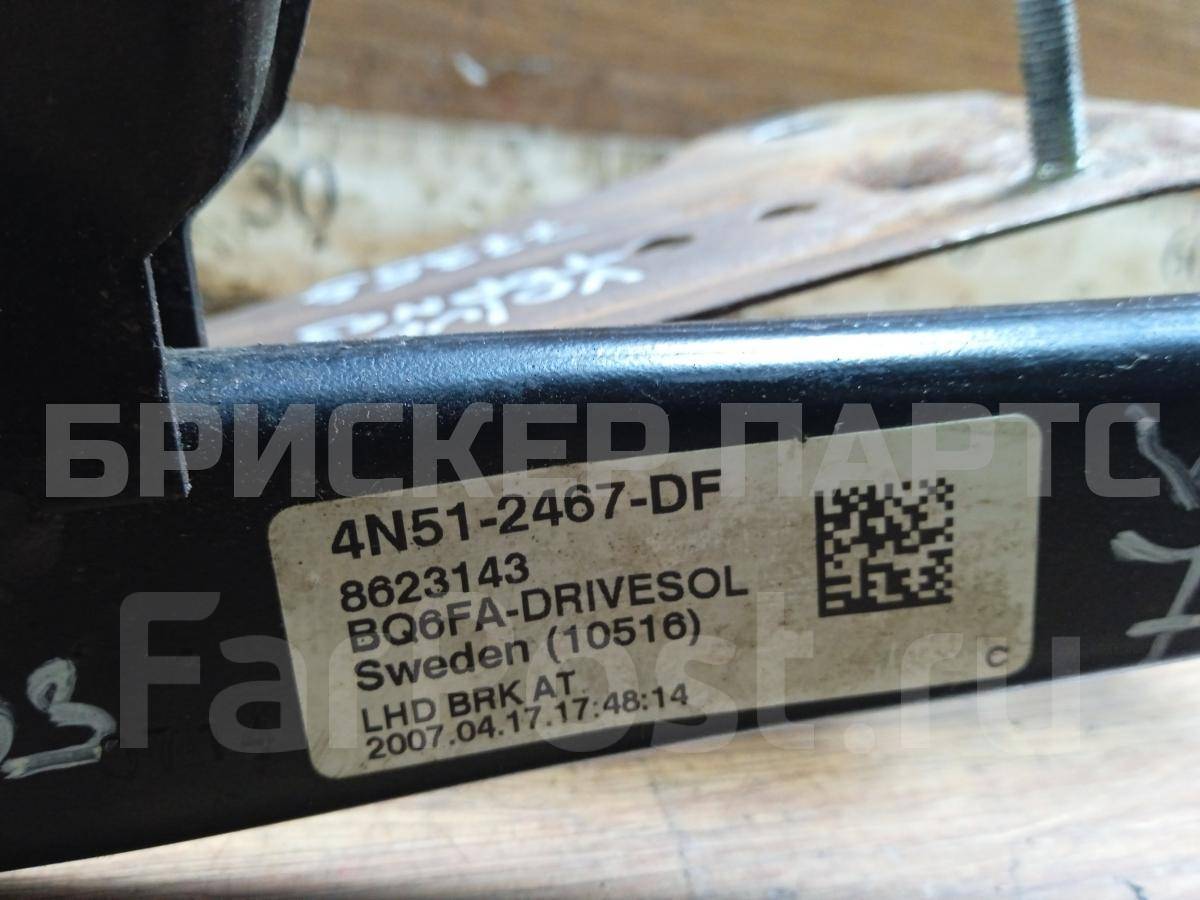 БРИСКЕР ПАРТС
4N51-2467-DF
8623143
BQ6FA-DRIVESOL
Sweden (10516)
LHD BRK AT
2007.04.17.17:48:14
C
Farpost.ru